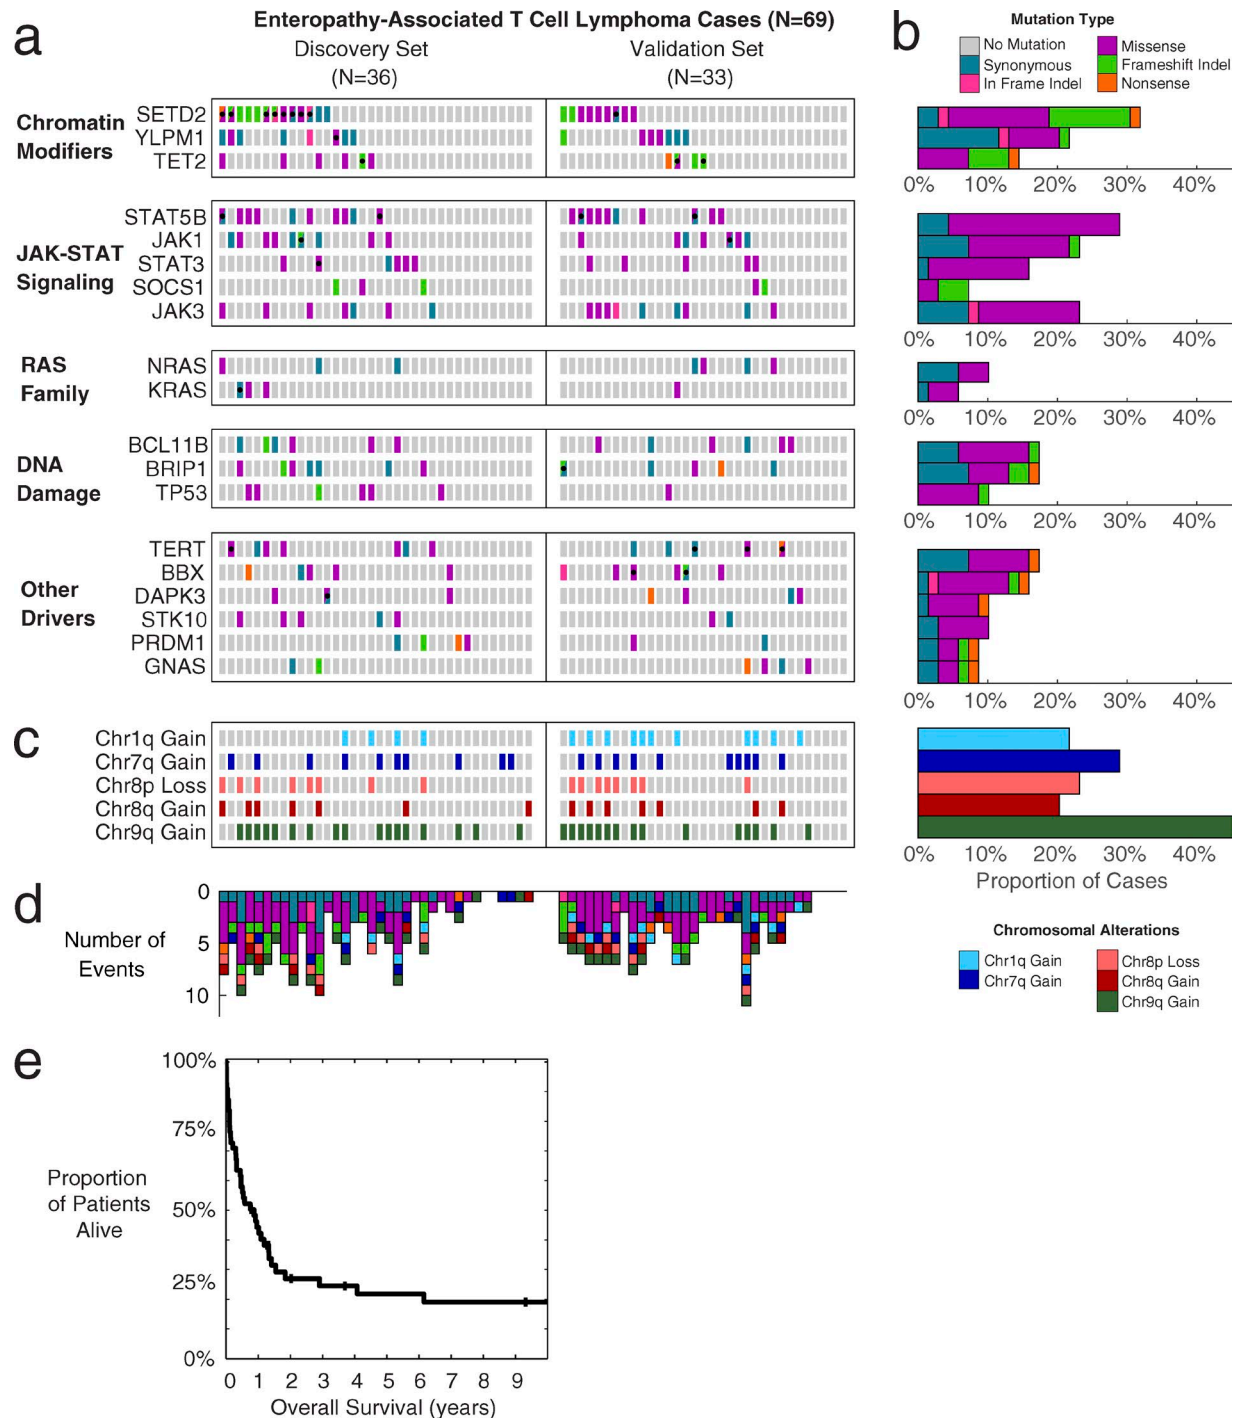 a
Enteropathy-Associated T Cell Lymphoma Cases (N=69)
Discovery Set
(N=36)
Validation Set
(N=33)
Chromatin
Modifiers
SETD2
YLPM1
TET2
JAK-STAT
Signaling
STAT5B
JAK1
STAT3
SOCS1
JAK3
RAS
Family
NRAS
KRAS
DNA
Damage
BCL11B
BRIP1
TP53
Other
Drivers
TERT
BBX
DAPK3
STK10
PRDM1
GNAS
b
Mutation Type
No Mutation
Synonymous
In Frame Indel
Missense
Frameshift Indel
Nonsense
0% 10% 20% 30% 40%
0% 10% 20% 30% 40%
0% 10% 20% 30% 40%
0% 10% 20% 30% 40%
0% 10% 20% 30% 40%
c
Chr1q Gain
Chr7q Gain
Chr8p Loss
Chr8q Gain
Chr9q Gain
0% 10% 20% 30% 40%
Proportion of Cases
d
Number of
Events
0
5
10
Chromosomal Alterations
Chr1q Gain
Chr7q Gain
Chr8p Loss
Chr8q Gain
Chr9q Gain
e
Proportion
of Patients
Alive
100%
75%
50%
25%
0%
0 1 2 3 4 5 6 7 8 9
Overall Survival (years)